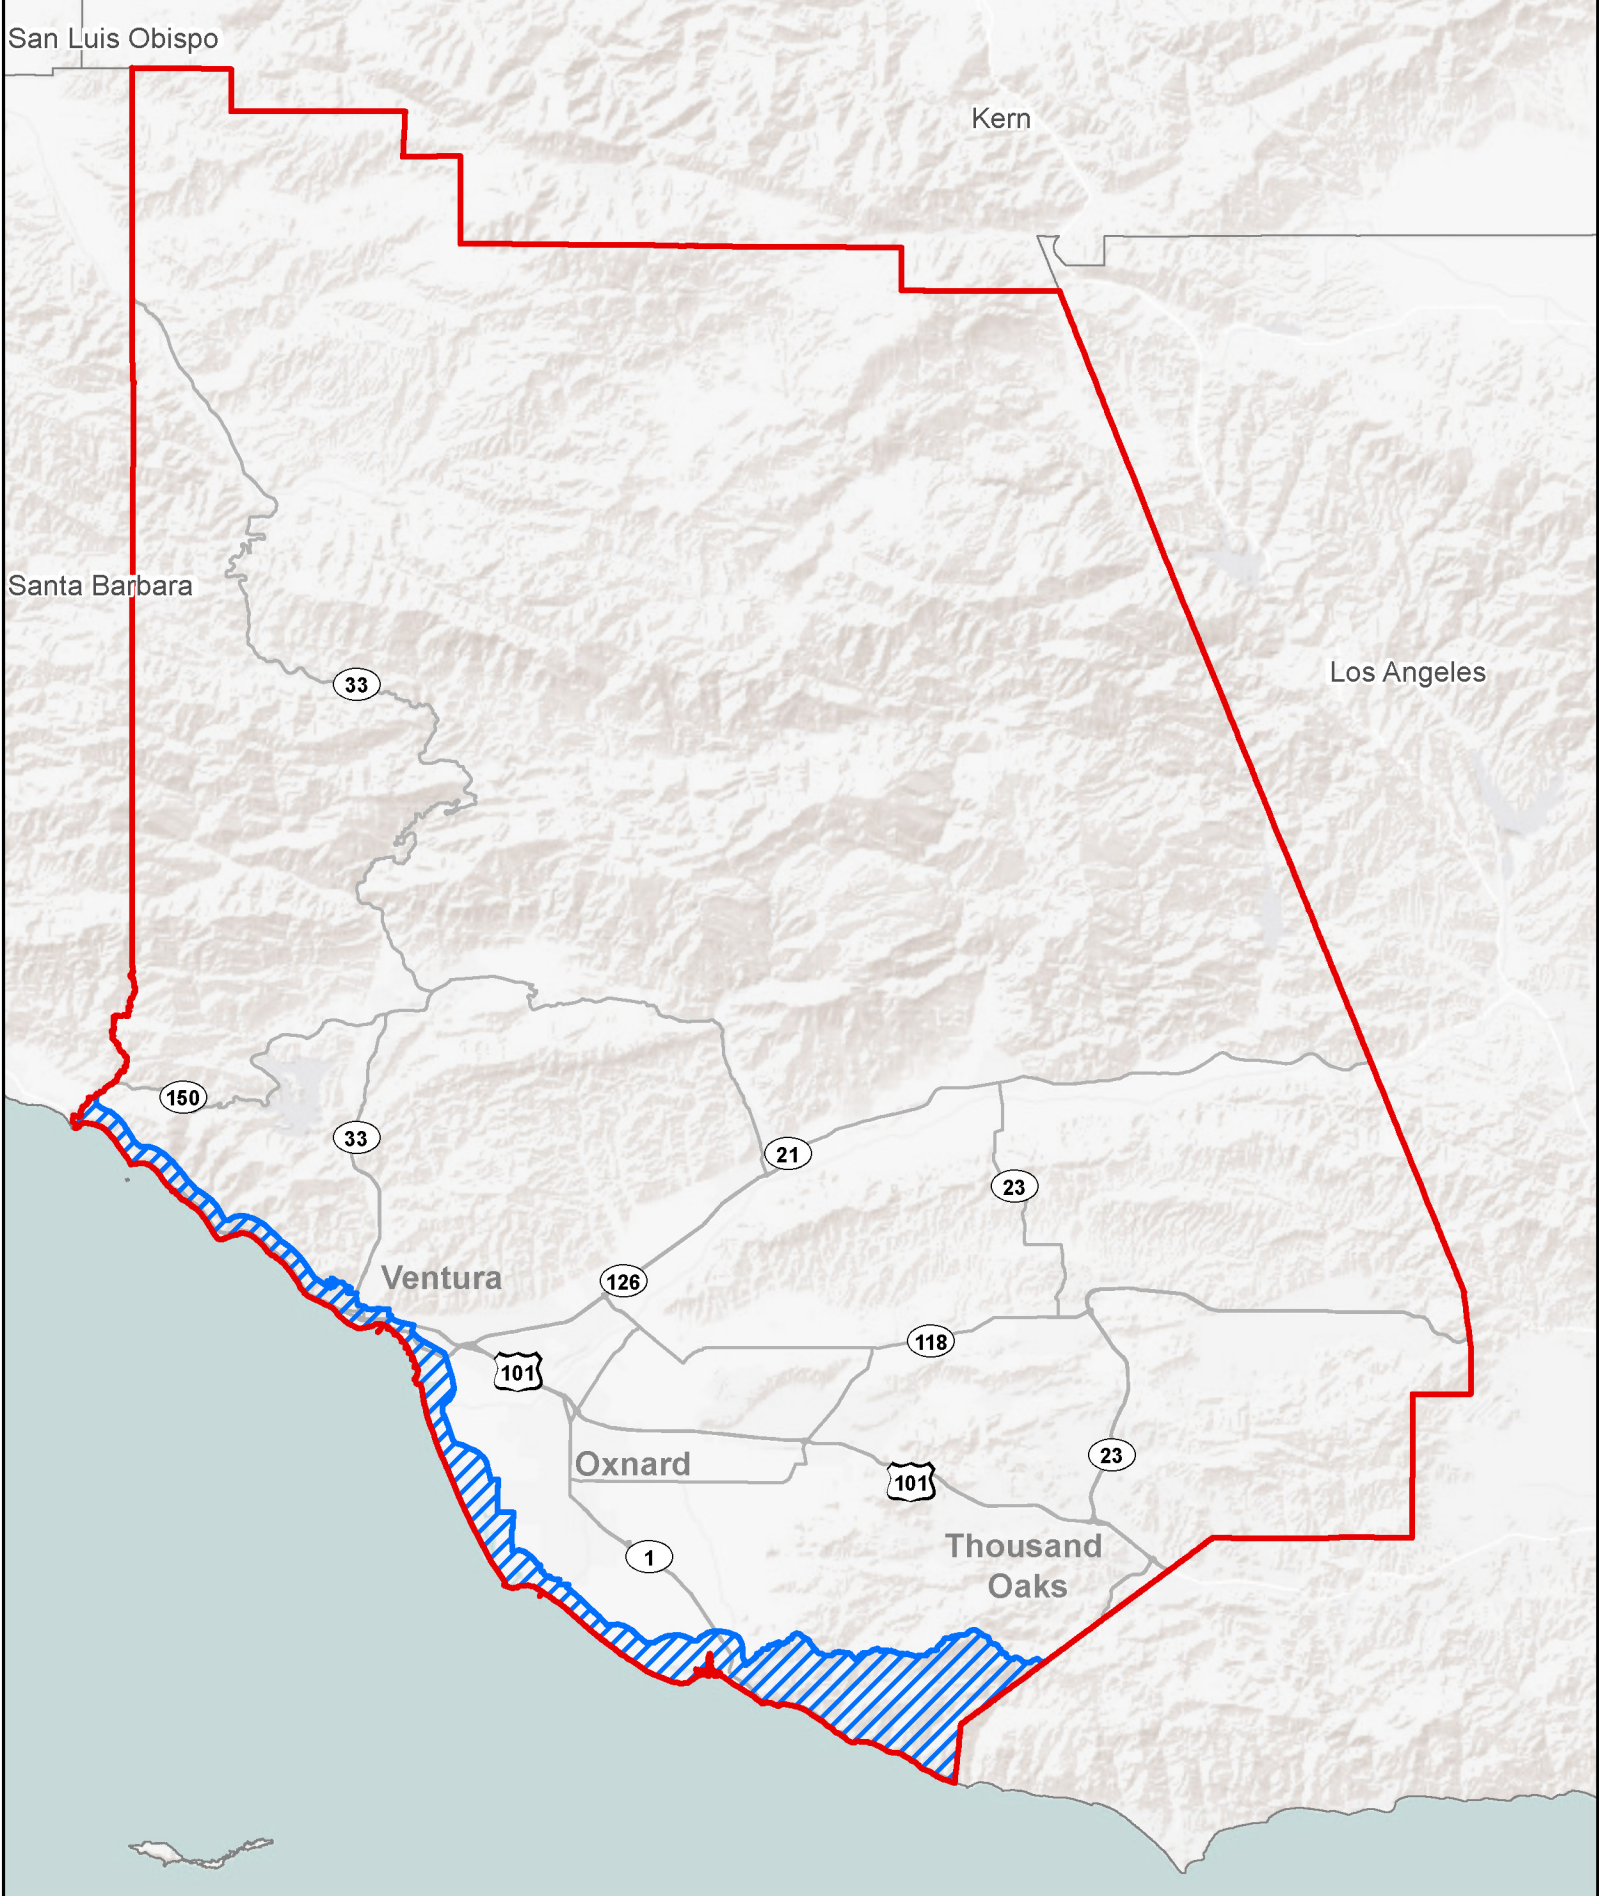 San Luis Obispo
Kern
Santa Barbara
Los Angeles
33
150
33
21
23
Ventura
126
118
101
Oxnard
101
23
Thousand
Oaks
1